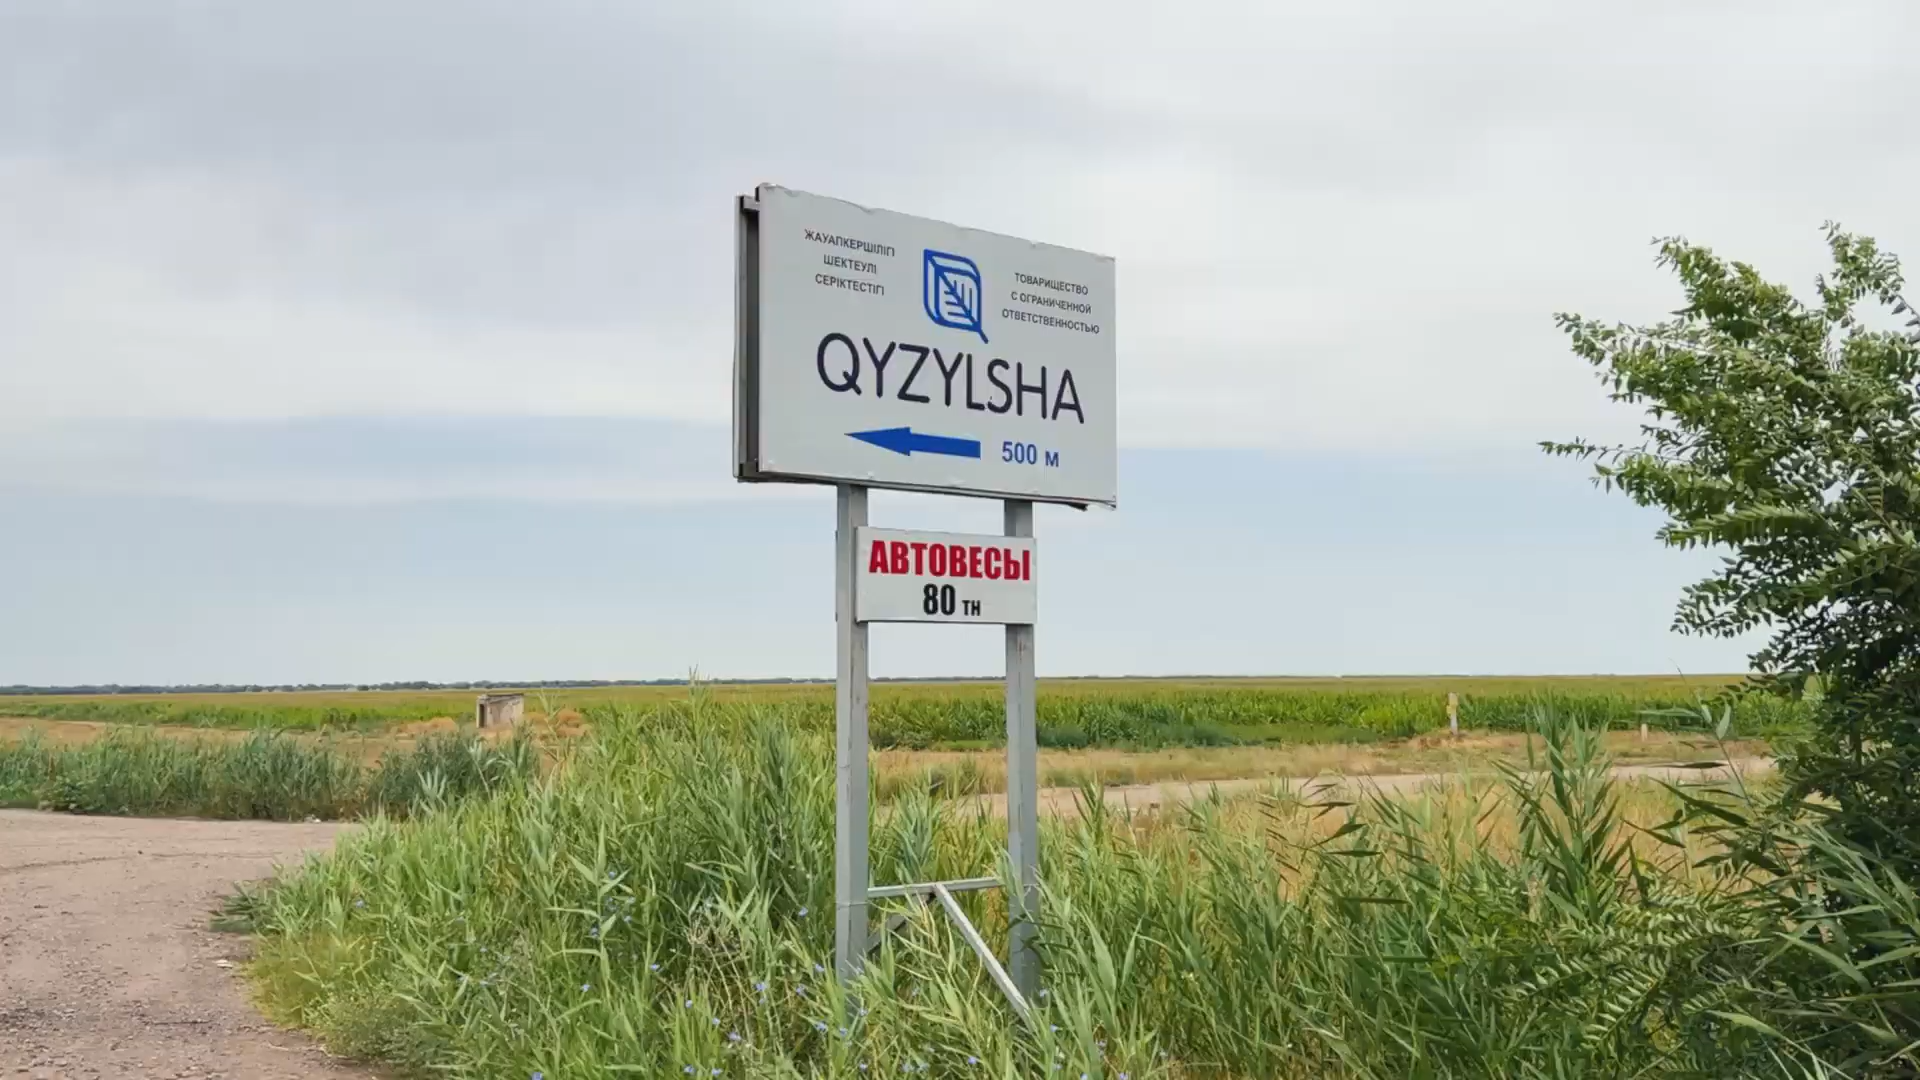 ЖАУАПКЕРШІЛІГІ
ШЕКТЕУЛІ
СЕРІКТЕСТІГІ
ТОВАРИЩЕСТВО
С ОГРАНИЧЕННОЙ
ОТВЕТСТВЕННОСТЬЮ
QYZYLSHA
500 м
АВТОВЕСЫ
80 тн